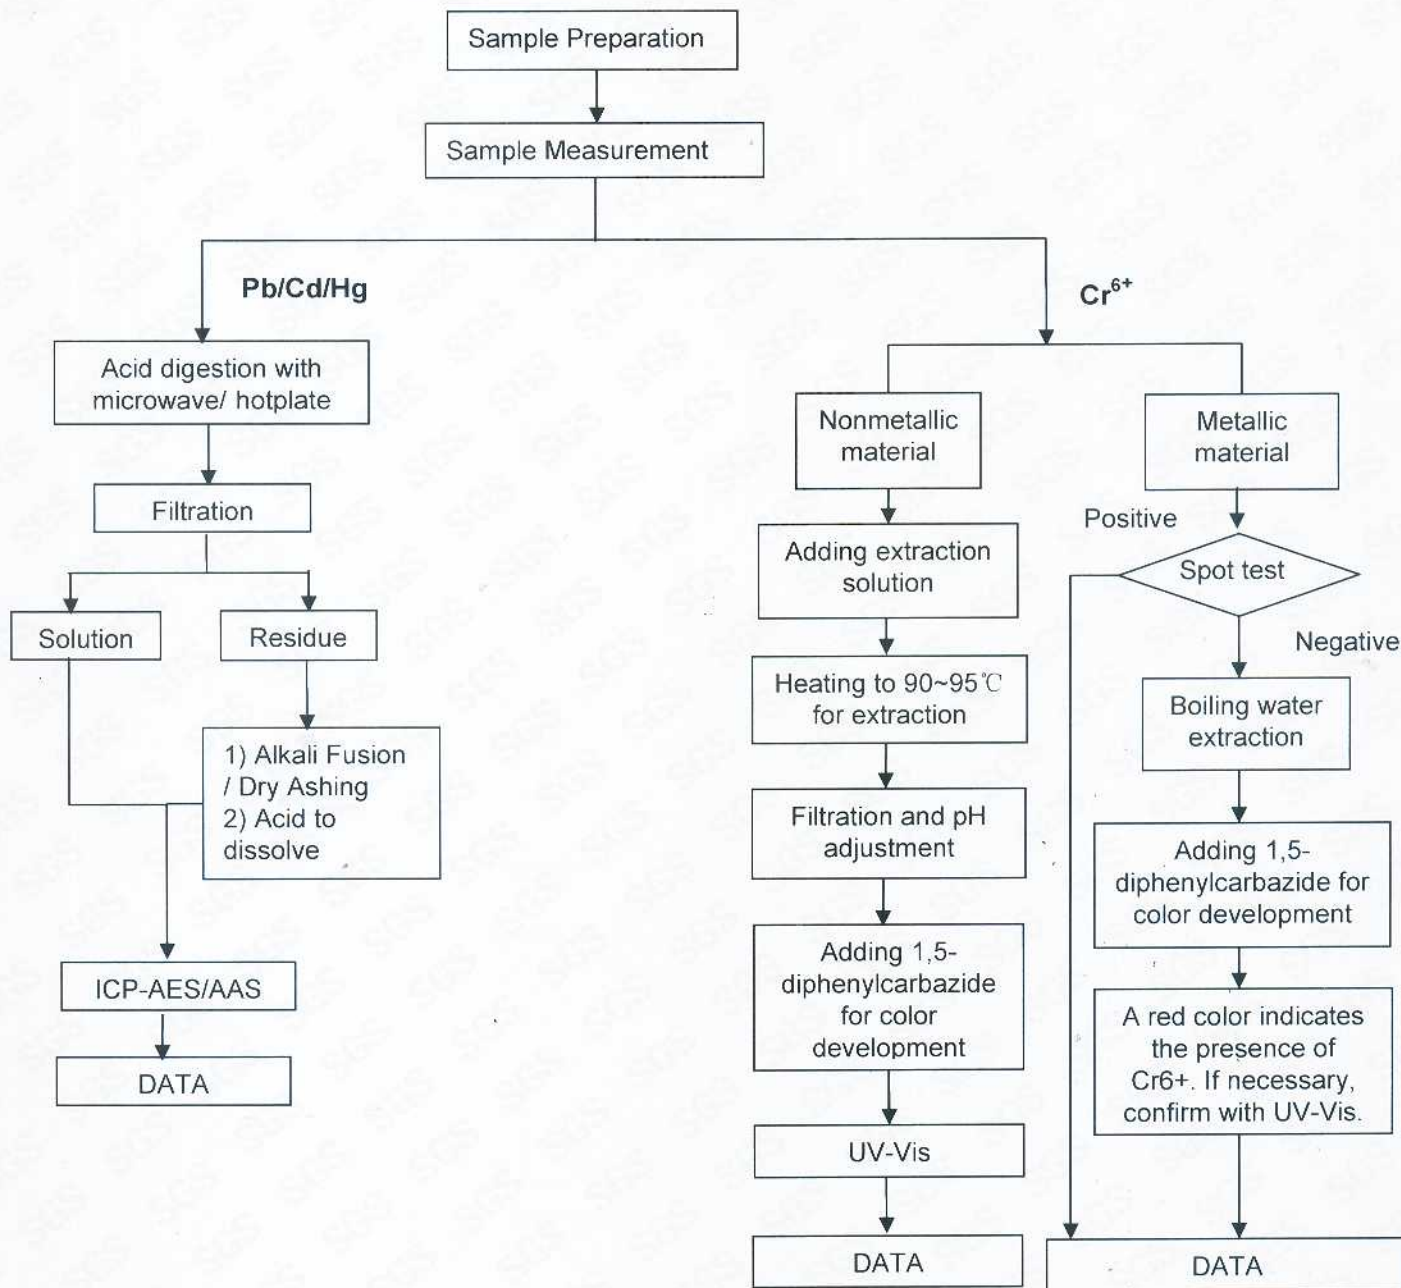 Sample Preparation
Sample Measurement
Pb/Cd/Hg
Cr⁶⁺
Acid digestion with
microwave/ hotplate
Filtration
Solution
Residue
1) Alkali Fusion
/ Dry Ashing
2) Acid to
dissolve
ICP-AES/AAS
DATA
Nonmetallic
material
Adding extraction
solution
Heating to 90~95℃
for extraction
Filtration and pH
adjustment
Adding 1,5-
diphenylcarbazide
for color
development
UV-Vis
DATA
Metallic
material
Positive
Spot test
Negative
Boiling water
extraction
Adding 1,5-
diphenylcarbazide for
color development
A red color indicates
the presence of
Cr6+. If necessary,
confirm with UV-Vis.
DATA